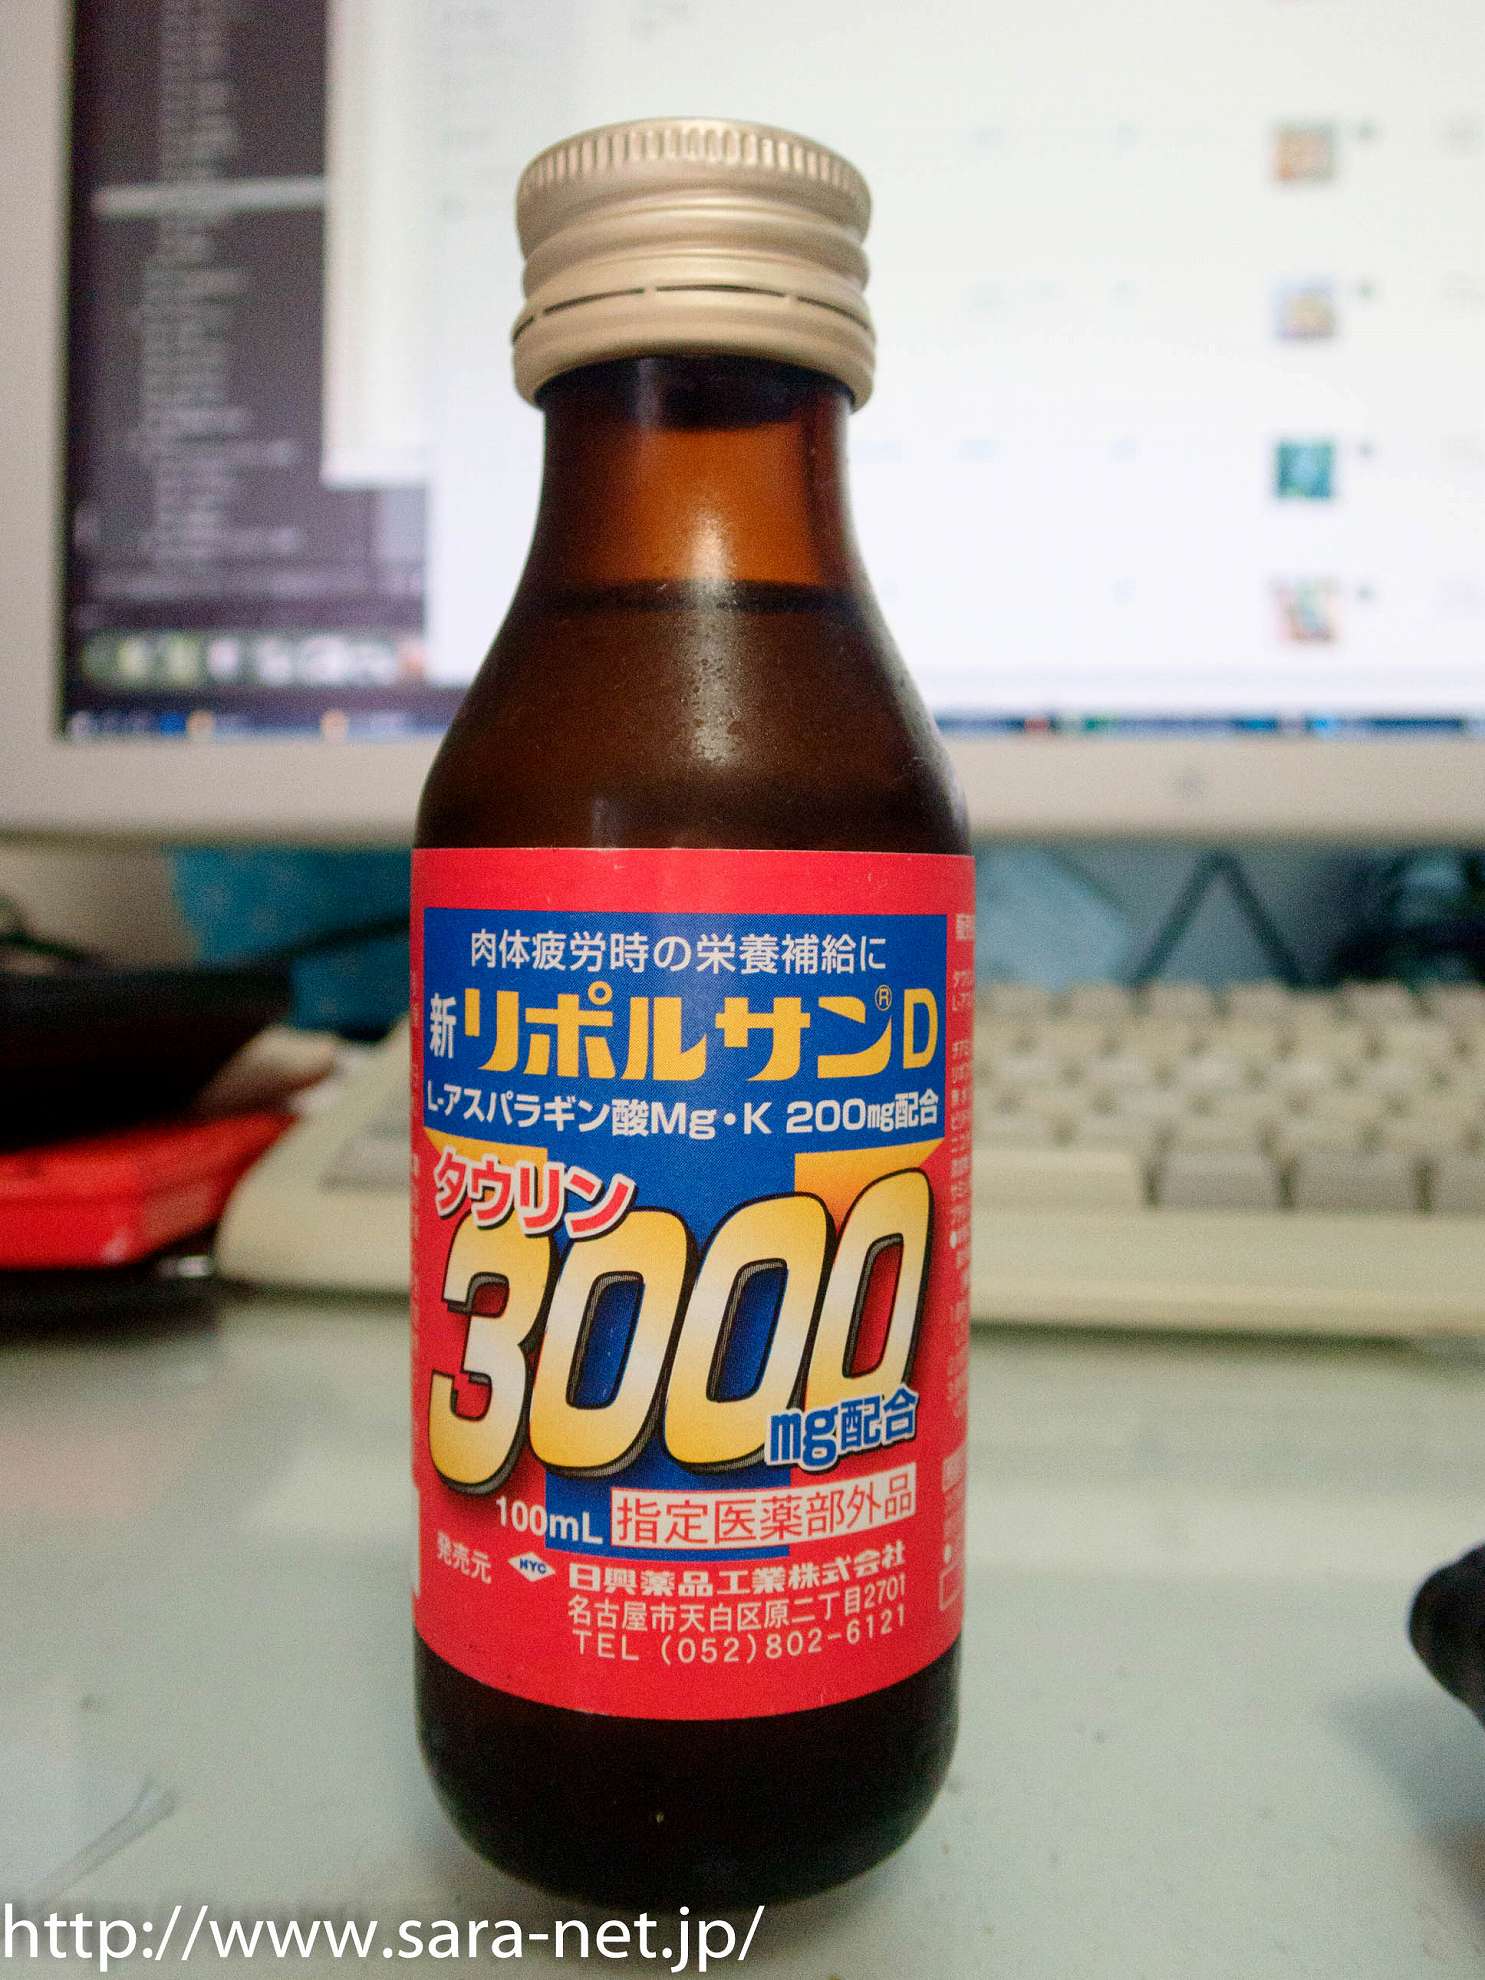 肉体疲労時の栄養補給に
新リポルサン®D
L-アスパラギン酸Mg・K 200mg配合
タウリン
3000
mg配合
100mL 指定医薬部外品
発売元 NYC 日興薬品工業株式会社
名古屋市天白区原二丁目2701
TEL (052)802-6121
http://www.sara-net.jp/